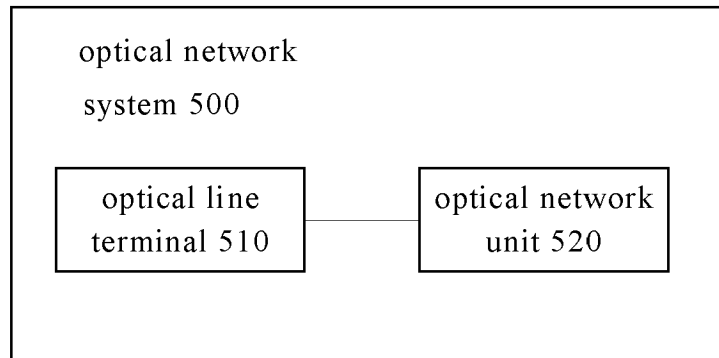 optical network
system 500
optical line
terminal 510
optical network
unit 520